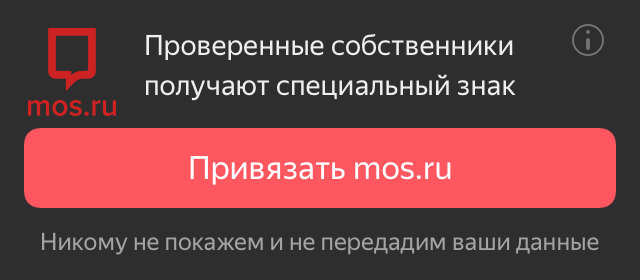 Проверенные собственники
получают специальный знак
mos.ru
Привязать mos.ru
Никому не покажем и не передадим ваши данные